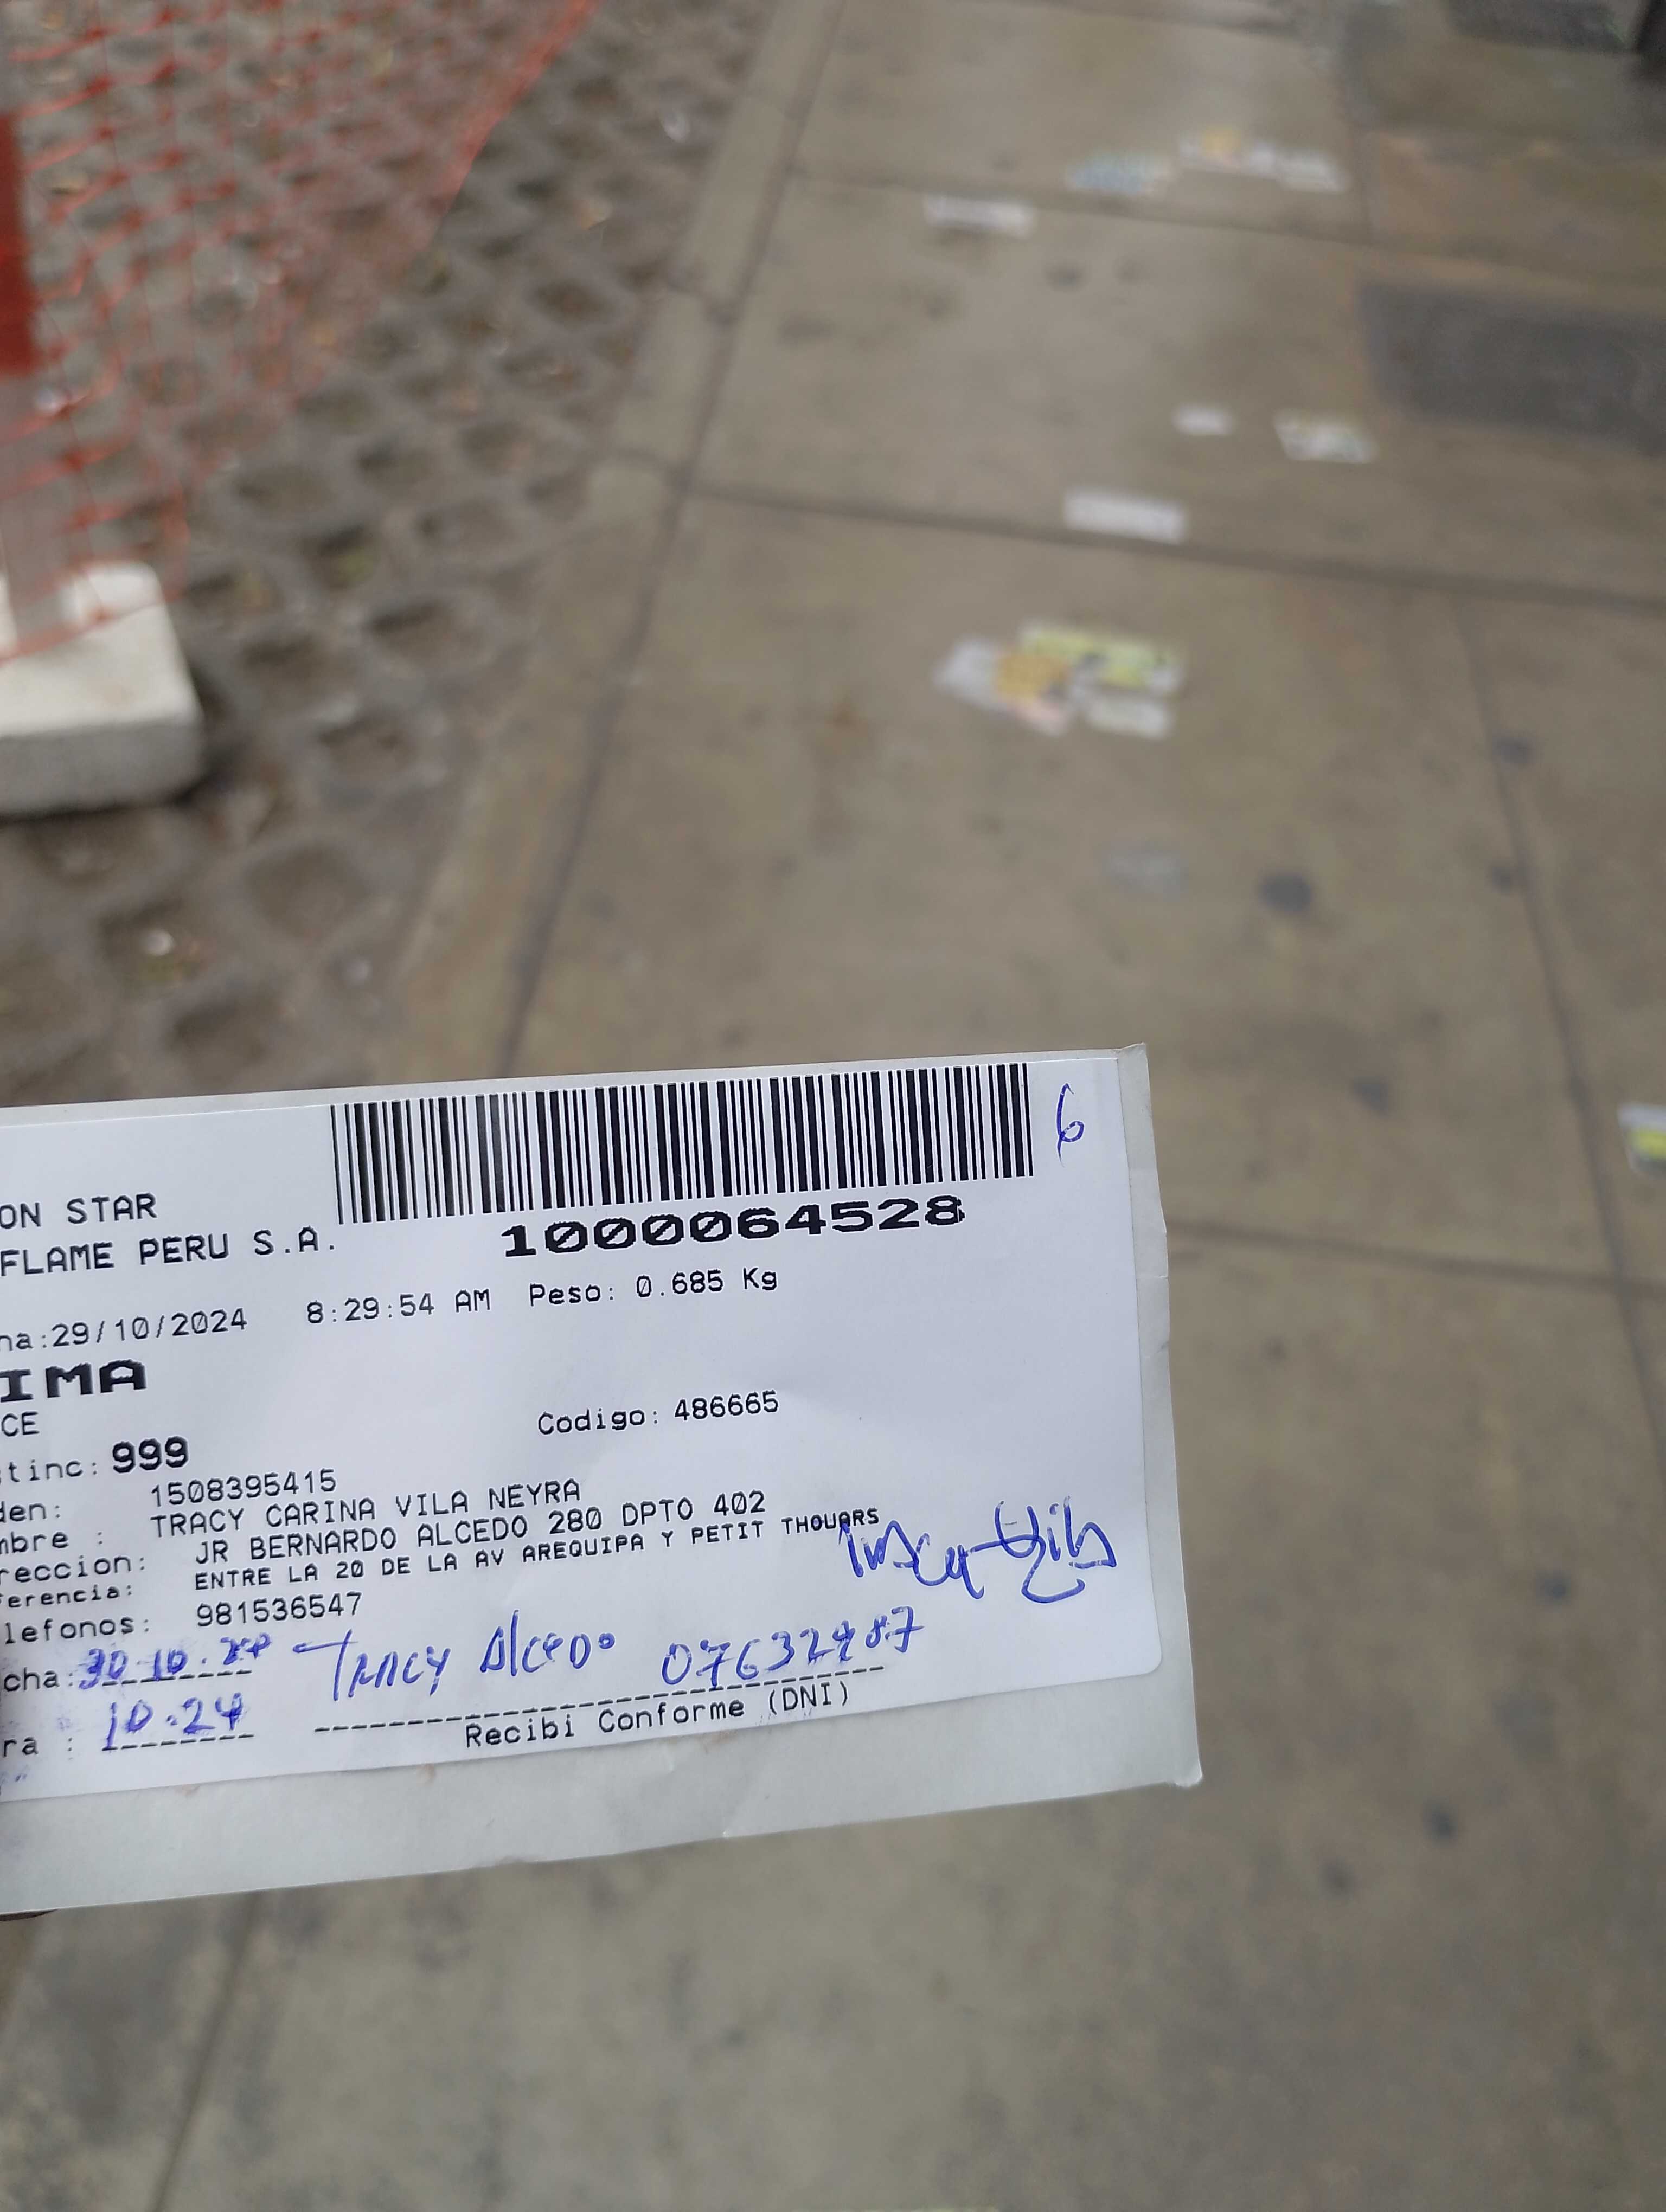 6
ON STAR
FLAME PERU S.A.
1000064528
ha:29/10/2024 8:29:54 AM Peso: 0.685 Kg
IMA
CE
Codigo: 486665
tinc: 999
den: 1508395415
mbre : TRACY CARINA VILA NEYRA
reccion: JR BERNARDO ALCEDO 280 DPTO 402
ferencia: ENTRE LA 20 DE LA AV AREQUIPA Y PETIT THOUARS
lefonos: 981536547
cha: 30.10.24 TRACY Alcedo
ra : 10.24
Recibi Conforme (DNI)